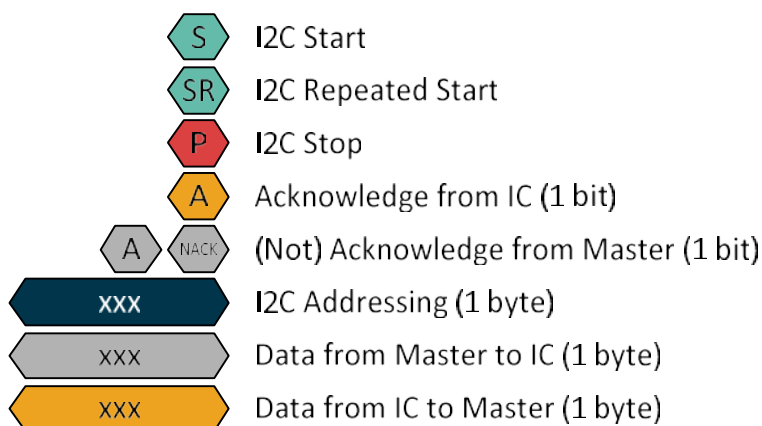 S I2C Start
SR I2C Repeated Start
P I2C Stop
A Acknowledge from IC (1 bit)
A NACK (Not) Acknowledge from Master (1 bit)
xxx I2C Addressing (1 byte)
xxx Data from Master to IC (1 byte)
xxx Data from IC to Master (1 byte)